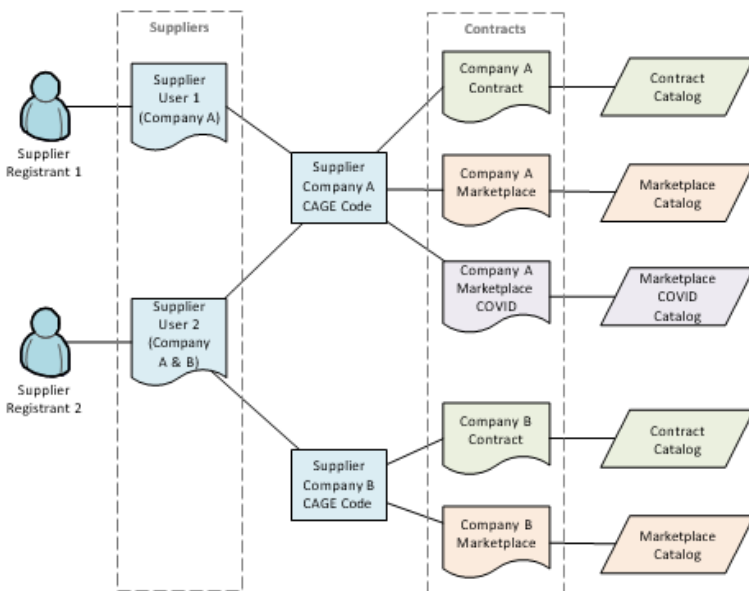 Suppliers
Contracts
Supplier
User 1
(Company A)
Supplier
Registrant 1
Supplier
Company A
CAGE Code
Company A
Contract
Contract
Catalog
Company A
Marketplace
Marketplace
Catalog
Company A
Marketplace
COVID
Marketplace
COVID
Catalog
Supplier
User 2
(Company
A & B)
Supplier
Registrant 2
Supplier
Company B
CAGE Code
Company B
Contract
Contract
Catalog
Company B
Marketplace
Marketplace
Catalog